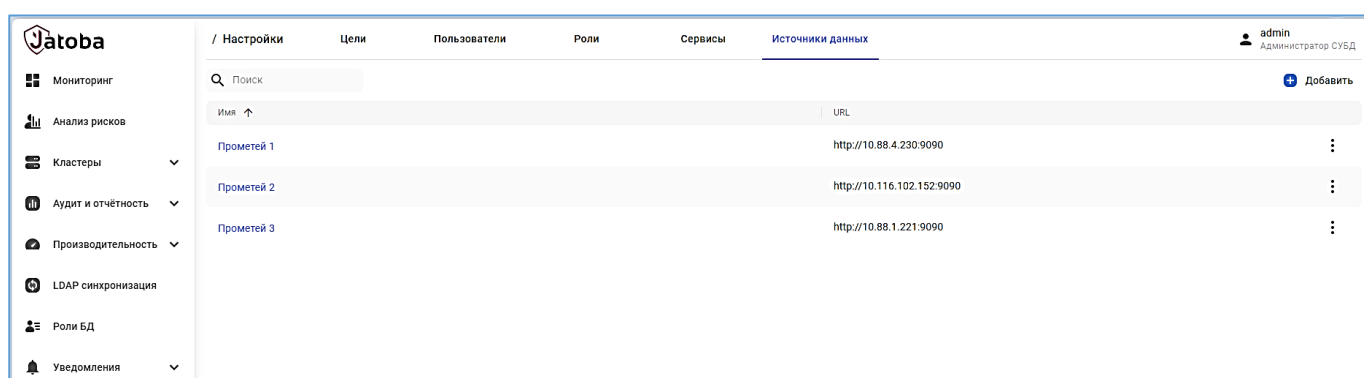 Jatoba
/ Настройки
Цели
Пользователи
Роли
Сервисы
Источники данных
admin
Администратор СУБД
Мониторинг
Анализ рисков
Кластеры
Аудит и отчётность
Производительность
LDAP синхронизация
Роли БД
Уведомления
Поиск
Добавить
Имя
URL
Прометей 1
http://10.88.4.230:9090
Прометей 2
http://10.116.102.152:9090
Прометей 3
http://10.88.1.221:9090